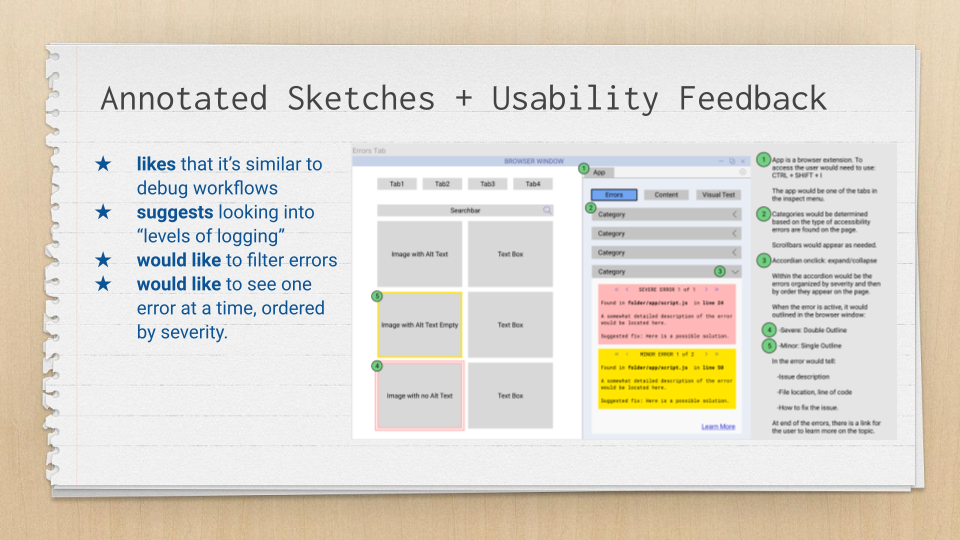 Annotated Sketches + Usability Feedback
★ likes that it's similar to
debug workflows
★ suggests looking into
“levels of logging”
★ would like to filter errors
★ would like to see one
error at a time, ordered
by severity.
Errors Tab
BROWSER WINDOW
Tab1 Tab2 Tab3 Tab4
Searchbar
Image with Alt Text
Text Box
5
Image with Alt Text Empty
Text Box
4
Image with no Alt Text
Text Box
1
App
Errors Content Visual Test
2
Category
Category
Category
Category
3
SEVERE ERROR 1 of 1
Found in folder/app/script.js in line 24
A somewhat detailed description of the error
would be located here.
Suggested fix: Here is a possible solution.
MINOR ERROR 1 of 2
Found in folder/app/script.js in line 50
A somewhat detailed description of the error
would be located here.
Suggested fix: Here is a possible solution.
Learn More
1 App is a browser extension. To
access the user would need to use:
CTRL + SHIFT + I
The app would be one of the tabs in
the inspect menu.
2 Categories would be determined
based on the type of accessibility
errors are found on the page.
Scrollbars would appear as needed.
3 Accordian onclick: expand/collapse
Within the accordion would be the
errors organized by severity and then
by order they appear on the page.
When the error is active, it would
outlined in the browser window:
4 -Severe: Double Outline
5 -Minor: Single Outline
In the error would tell:
-Issue description
-File location, line of code
-How to fix the issue.
At end of the errors, there is a link for
the user to learn more on the topic.